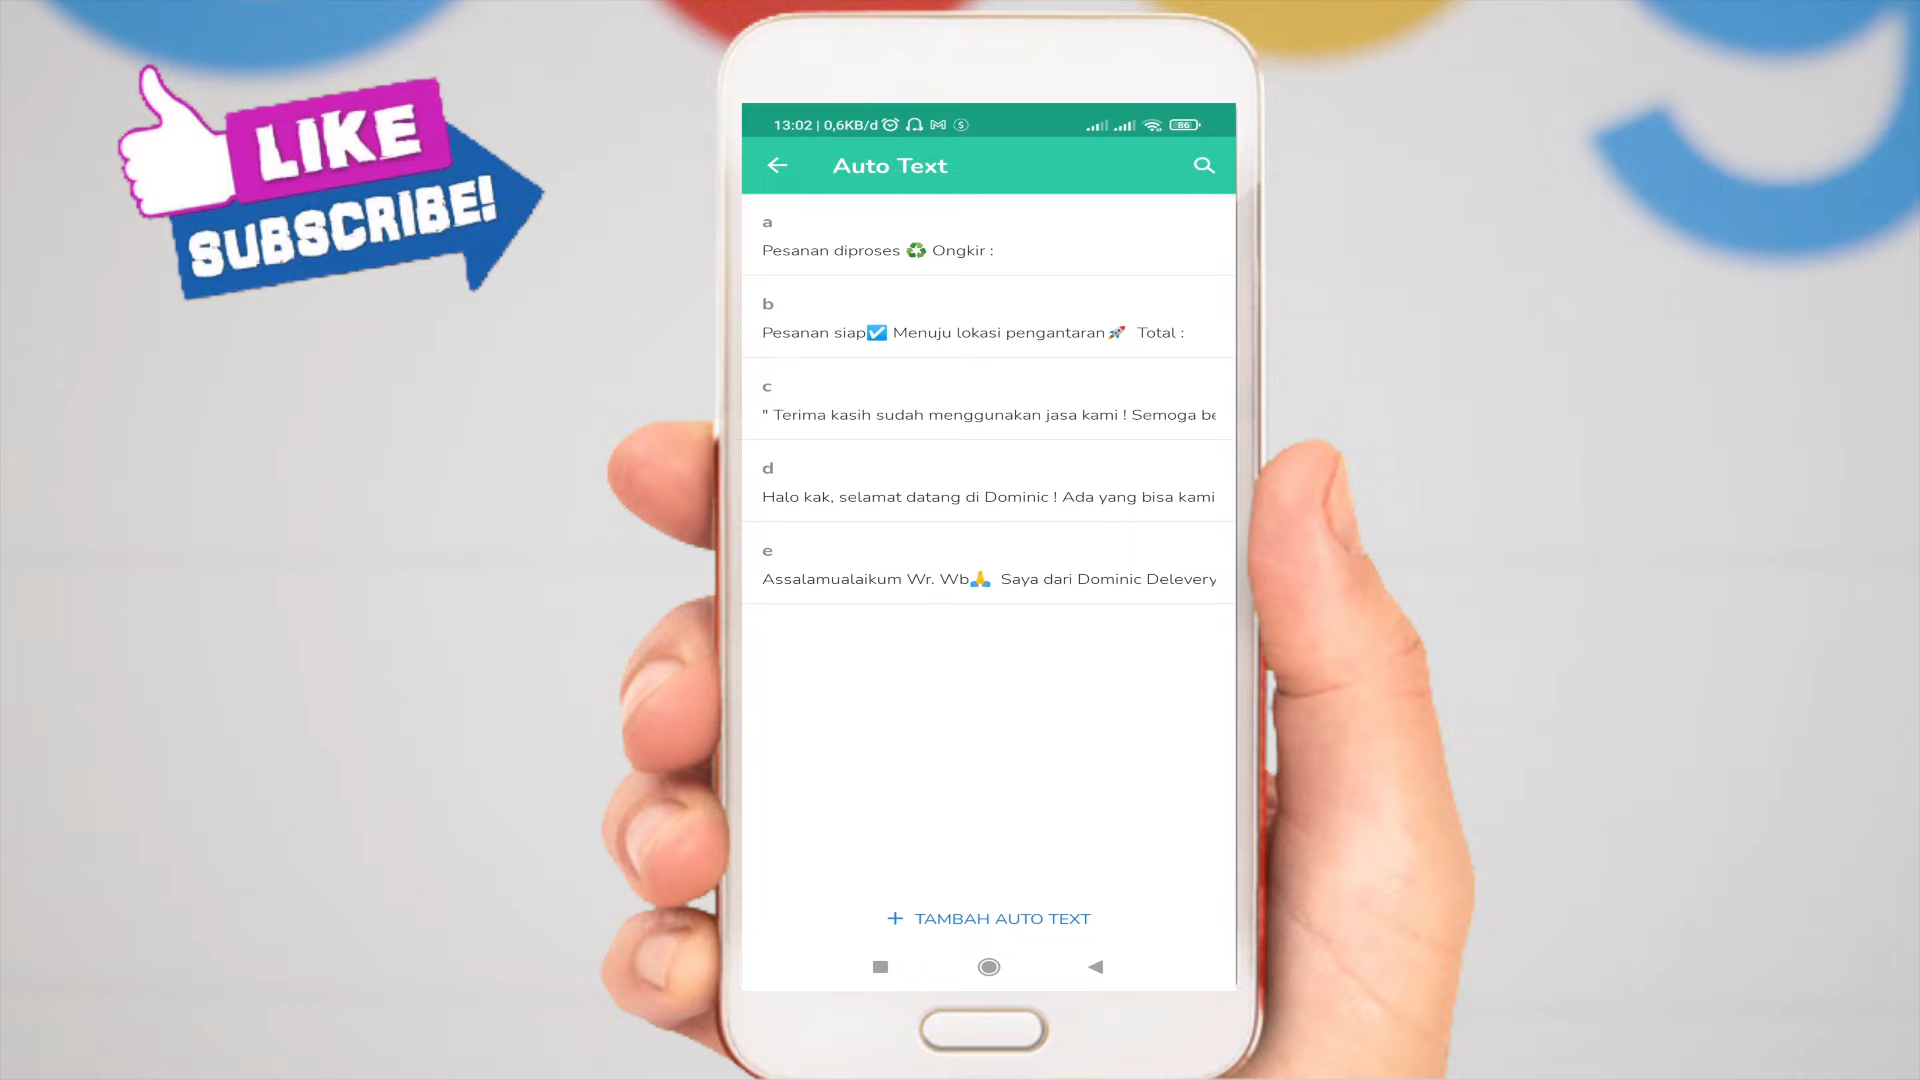 LIKE
SUBSCRIBE!
13:02 | 0,6KB/d
86
Auto Text
a
Pesanan diproses ♻️ Ongkir :
b
Pesanan siap☑️ Menuju lokasi pengantaran🚀 Total :
c
" Terima kasih sudah menggunakan jasa kami ! Semoga be
d
Halo kak, selamat datang di Dominic ! Ada yang bisa kami
e
Assalamualaikum Wr. Wb🙏 Saya dari Dominic Delevery
+ TAMBAH AUTO TEXT